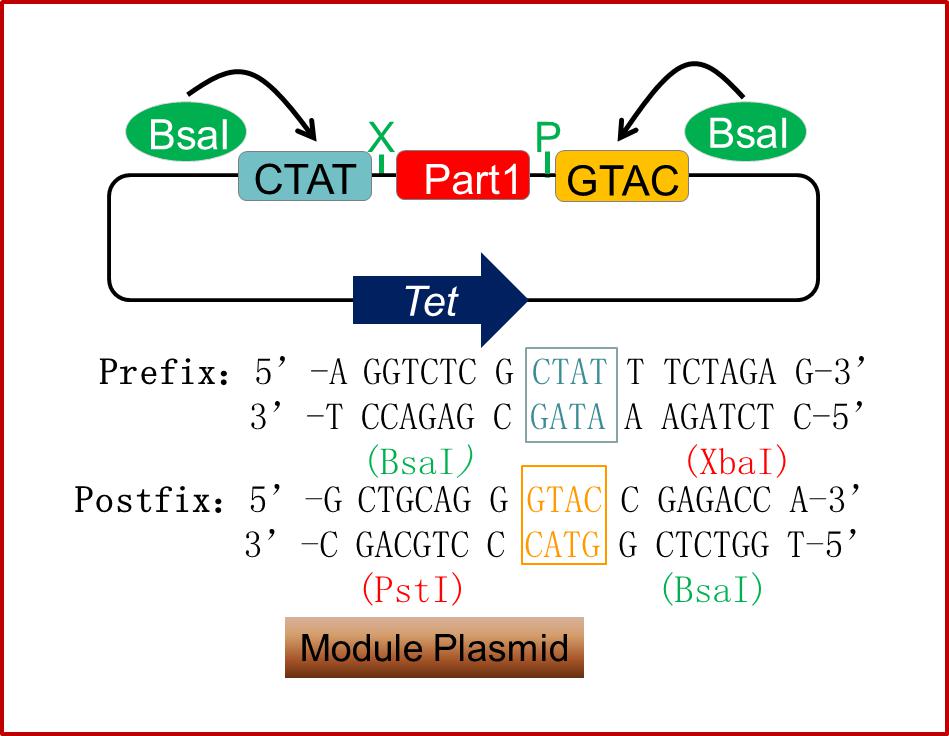 BsaI BsaI
X P
CTAT Part1 GTAC
Tet
Prefix: 5’ -A GGTCTC G CTAT T TCTAGA G-3’
3’ -T CCAGAG C GATA A AGATCT C-5’
(BsaI) (XbaI)
Postfix: 5’ -G CTGCAG G GTAC C GAGACC A-3’
3’ -C GACGTC C CATG G CTCTGG T-5’
(PstI) (BsaI)
Module Plasmid